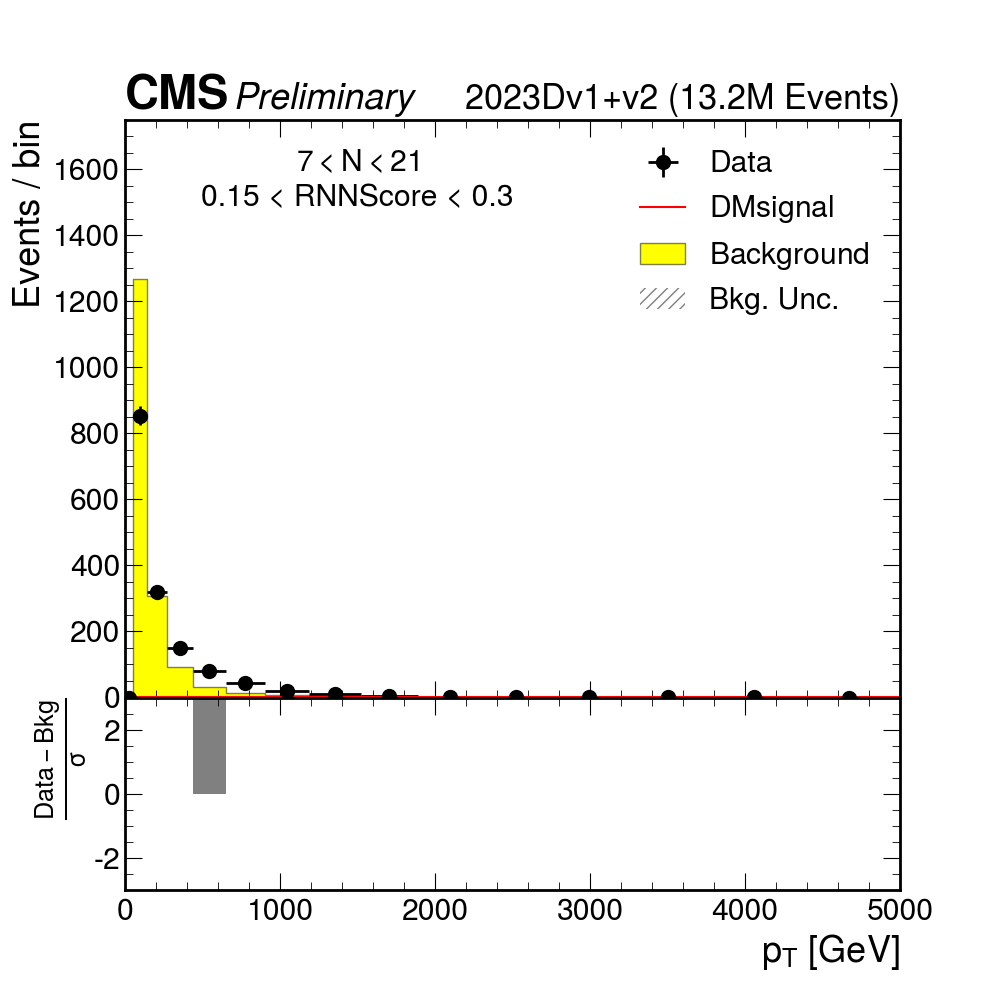 CMS Preliminary 2023Dv1+v2 (13.2M Events)
Events / bin
7 < N < 21
0.15 < RNNScore < 0.3
Data
DMsignal
Background
Bkg. Unc.
1600
1400
1200
1000
800
600
400
200
0
Data – Bkg
σ
2
0
-2
0 1000 2000 3000 4000 5000
pT [GeV]